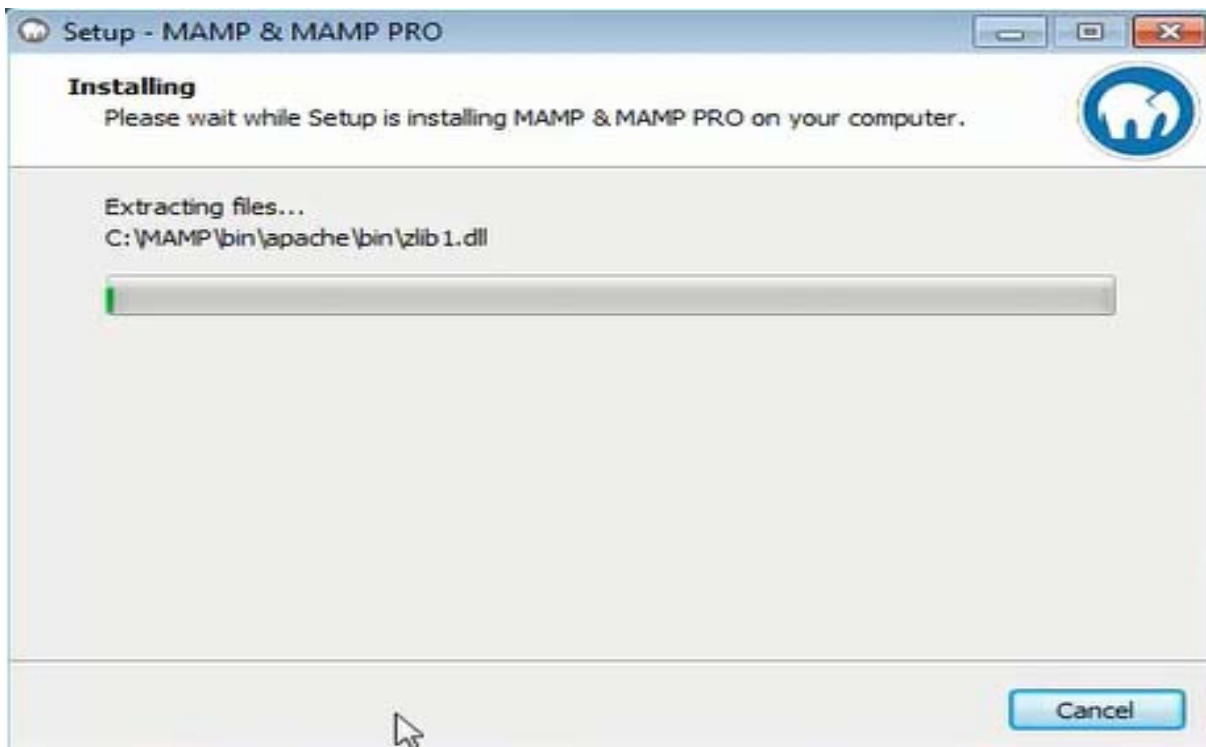 Setup - MAMP & MAMP PRO
Installing
Please wait while Setup is installing MAMP & MAMP PRO on your computer.
Extracting files...
C:\MAMP\bin\apache\bin\zlib1.dll
Cancel